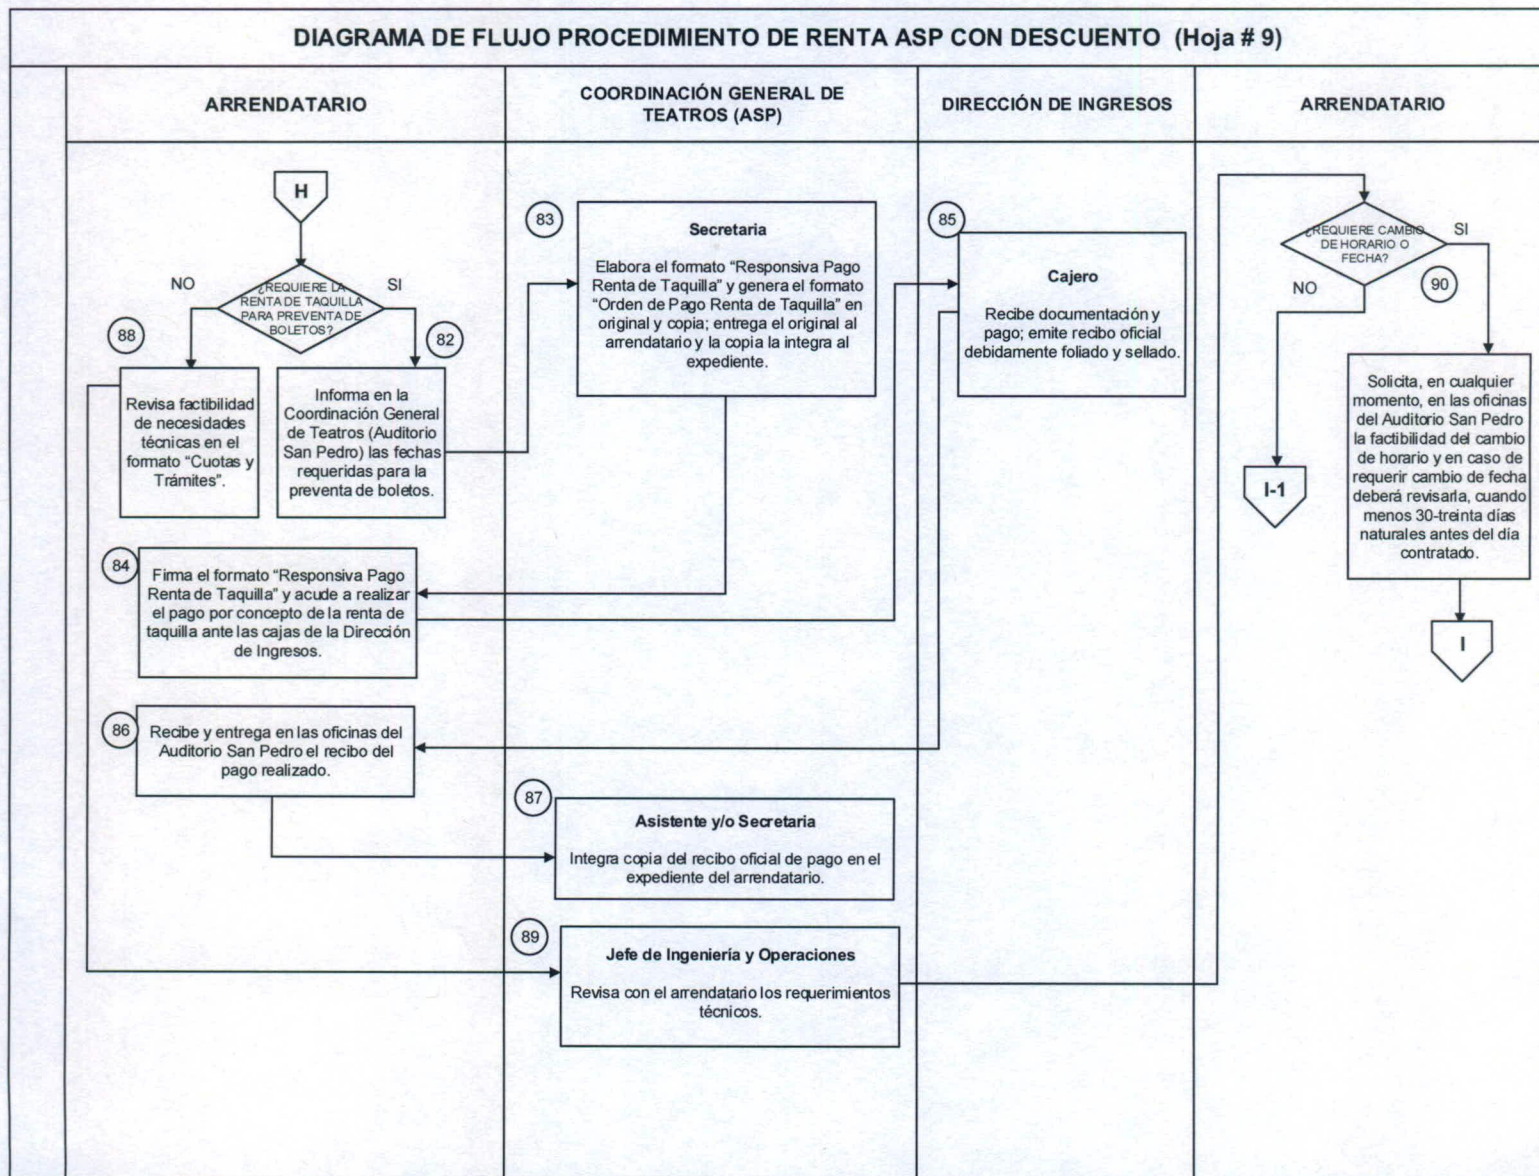 DIAGRAMA DE FLUJO PROCEDIMIENTO DE RENTA ASP CON DESCUENTO (Hoja # 9)
ARRENDATARIO
COORDINACIÓN GENERAL DE
TEATROS (ASP)
DIRECCIÓN DE INGRESOS
ARRENDATARIO
H
¿REQUIERE LA
RENTA DE TAQUILLA
PARA PREVENTA DE
BOLETOS?
NO
SI
88
Revisa factibilidad
de necesidades
técnicas en el
formato “Cuotas y
Trámites”.
82
Informa en la
Coordinación General
de Teatros (Auditorio
San Pedro) las fechas
requeridas para la
preventa de boletos.
83
Secretaria
Elabora el formato “Responsiva Pago
Renta de Taquilla” y genera el formato
“Orden de Pago Renta de Taquilla” en
original y copia; entrega el original al
arrendatario y la copia la integra al
expediente.
84
Firma el formato “Responsiva Pago
Renta de Taquilla” y acude a realizar
el pago por concepto de la renta de
taquilla ante las cajas de la Dirección
de Ingresos.
85
Cajero
Recibe documentación y
pago; emite recibo oficial
debidamente foliado y sellado.
86
Recibe y entrega en las oficinas del
Auditorio San Pedro el recibo del
pago realizado.
87
Asistente y/o Secretaria
Integra copia del recibo oficial de pago en el
expediente del arrendatario.
89
Jefe de Ingeniería y Operaciones
Revisa con el arrendatario los requerimientos
técnicos.
¿REQUIERE CAMBIO
DE HORARIO O
FECHA?
SI
NO
90
I-1
Solicita, en cualquier
momento, en las oficinas
del Auditorio San Pedro
la factibilidad del cambio
de horario y en caso de
requerir cambio de fecha
deberá revisarla, cuando
menos 30-treinta días
naturales antes del día
contratado.
I